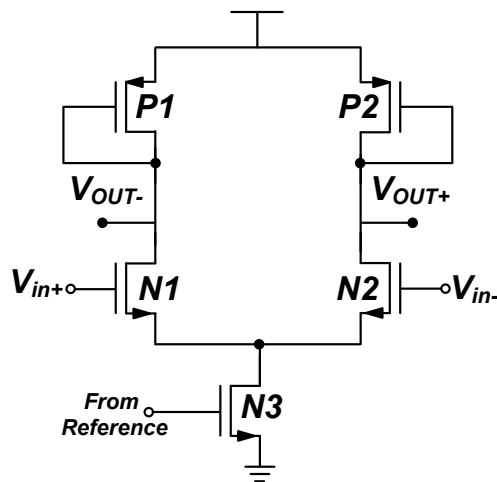 P1
P2
VOUT-
VOUT+
Vin+
N1
N2
Vin-
From
Reference
N3